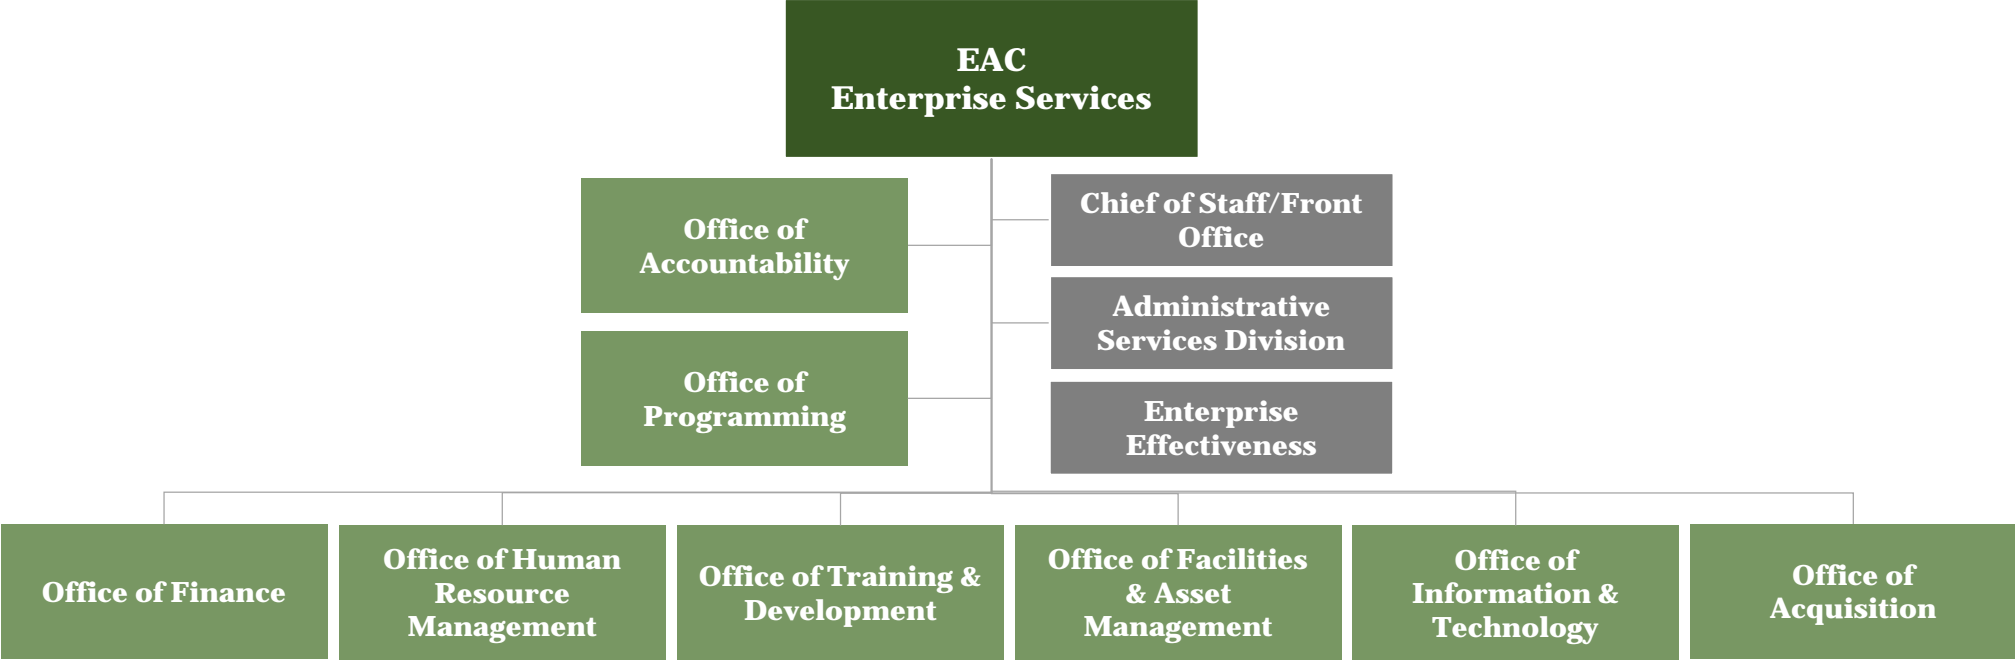 EAC
Enterprise Services
Office of
Accountability
Chief of Staff/Front
Office
Administrative
Services Division
Office of
Programming
Enterprise
Effectiveness
Office of Finance
Office of Human
Resource
Management
Office of Training &
Development
Office of Facilities
& Asset
Management
Office of
Information &
Technology
Office of
Acquisition